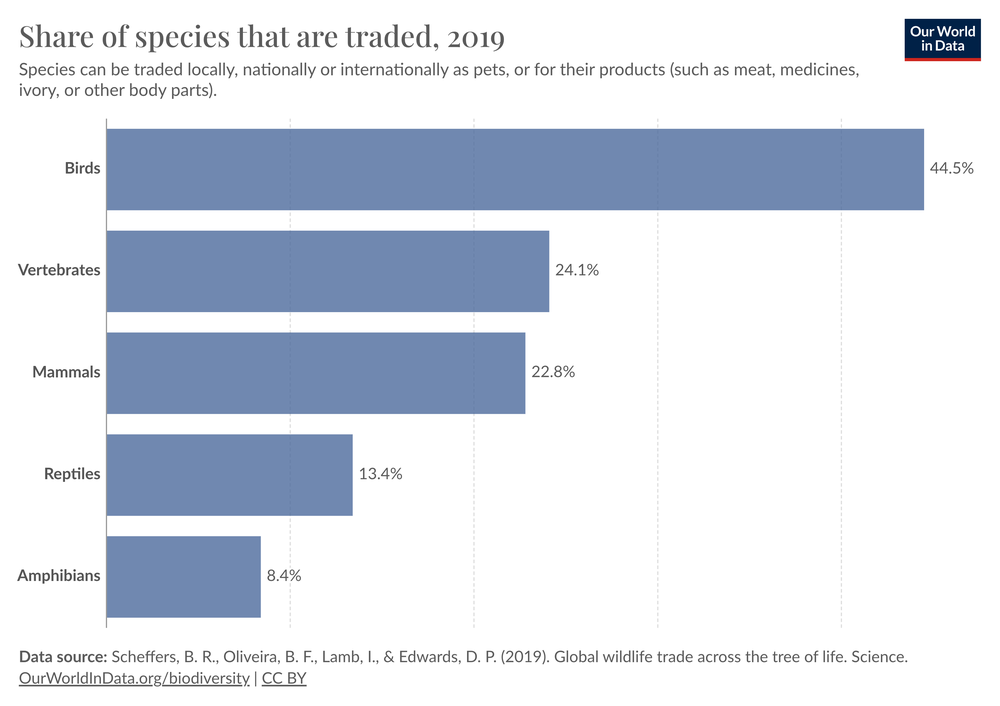 Share of species that are traded, 2019
Our World
in Data
Species can be traded locally, nationally or internationally as pets, or for their products (such as meat, medicines,
ivory, or other body parts).
Birds
44.5%
Vertebrates
24.1%
Mammals
22.8%
Reptiles
13.4%
Amphibians
8.4%
Data source: Scheffers, B. R., Oliveira, B. F., Lamb, I., & Edwards, D. P. (2019). Global wildlife trade across the tree of life. Science.
OurWorldInData.org/biodiversity | CC BY